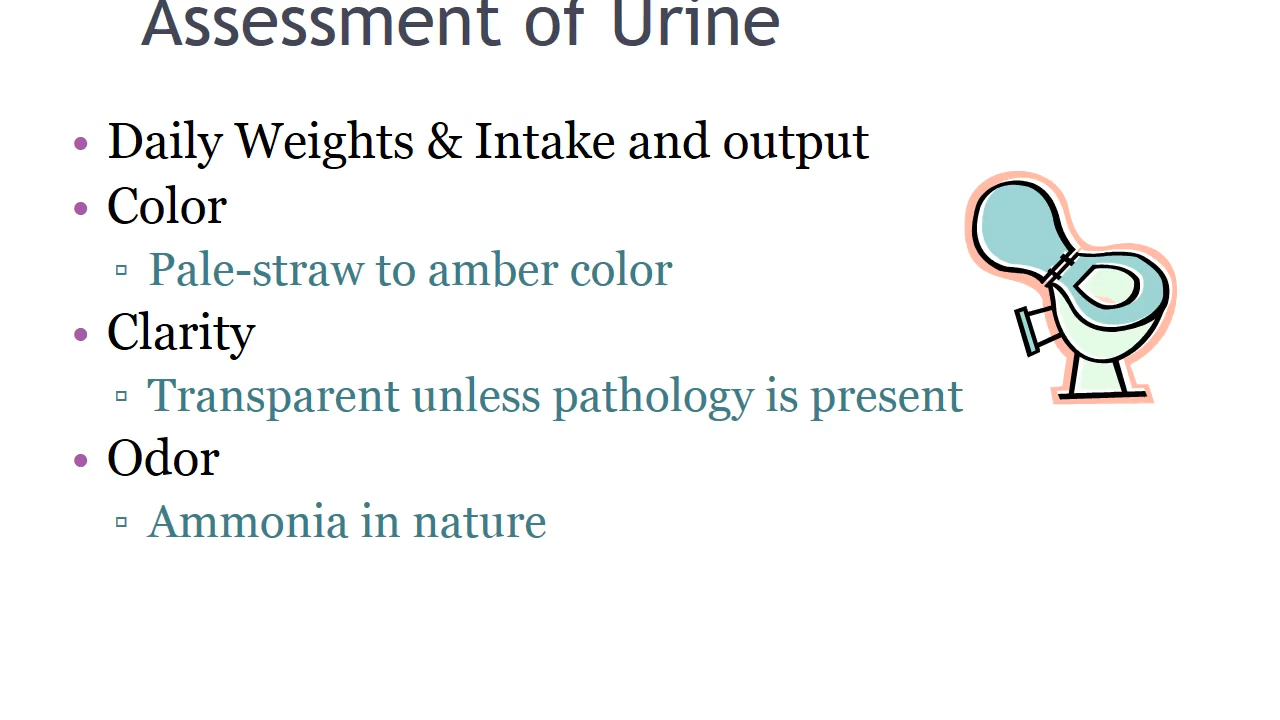 Assessment of Urine
• Daily Weights & Intake and output
• Color
▫ Pale-straw to amber color
• Clarity
▫ Transparent unless pathology is present
• Odor
▫ Ammonia in nature